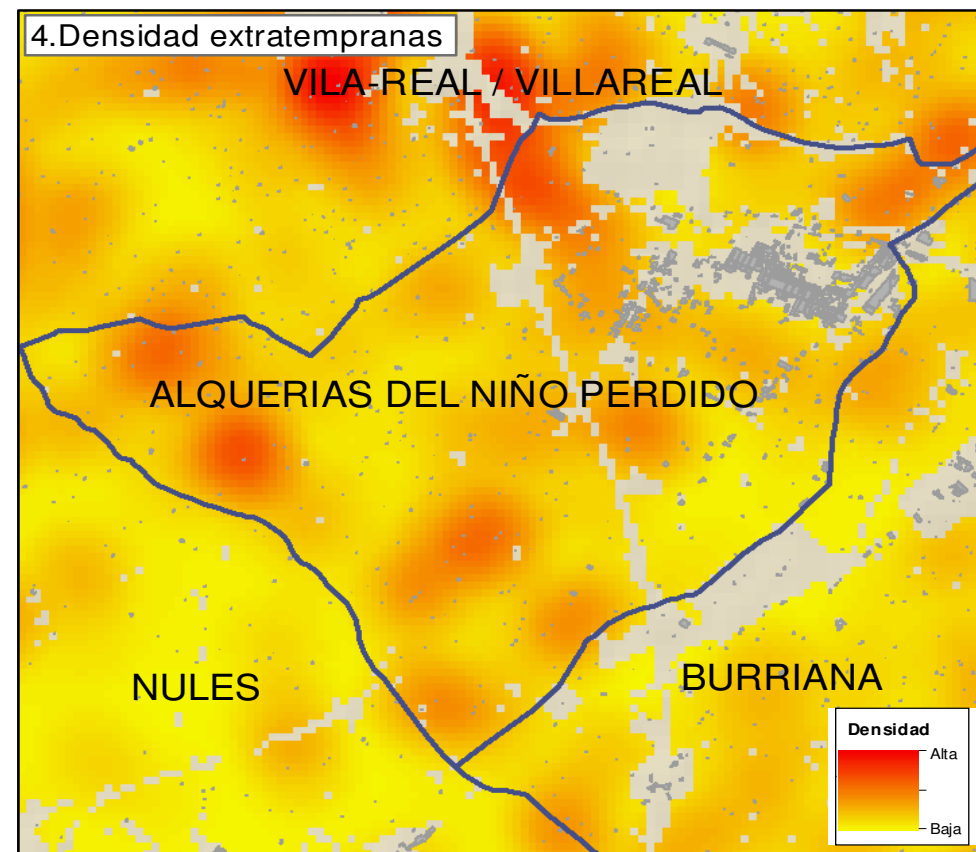 4.Densidad extratempranas
VILA-REAL / VILLAREAL
ALQUERIAS DEL NIÑO PERDIDO
NULES
BURRIANA
Densidad
Alta
Baja